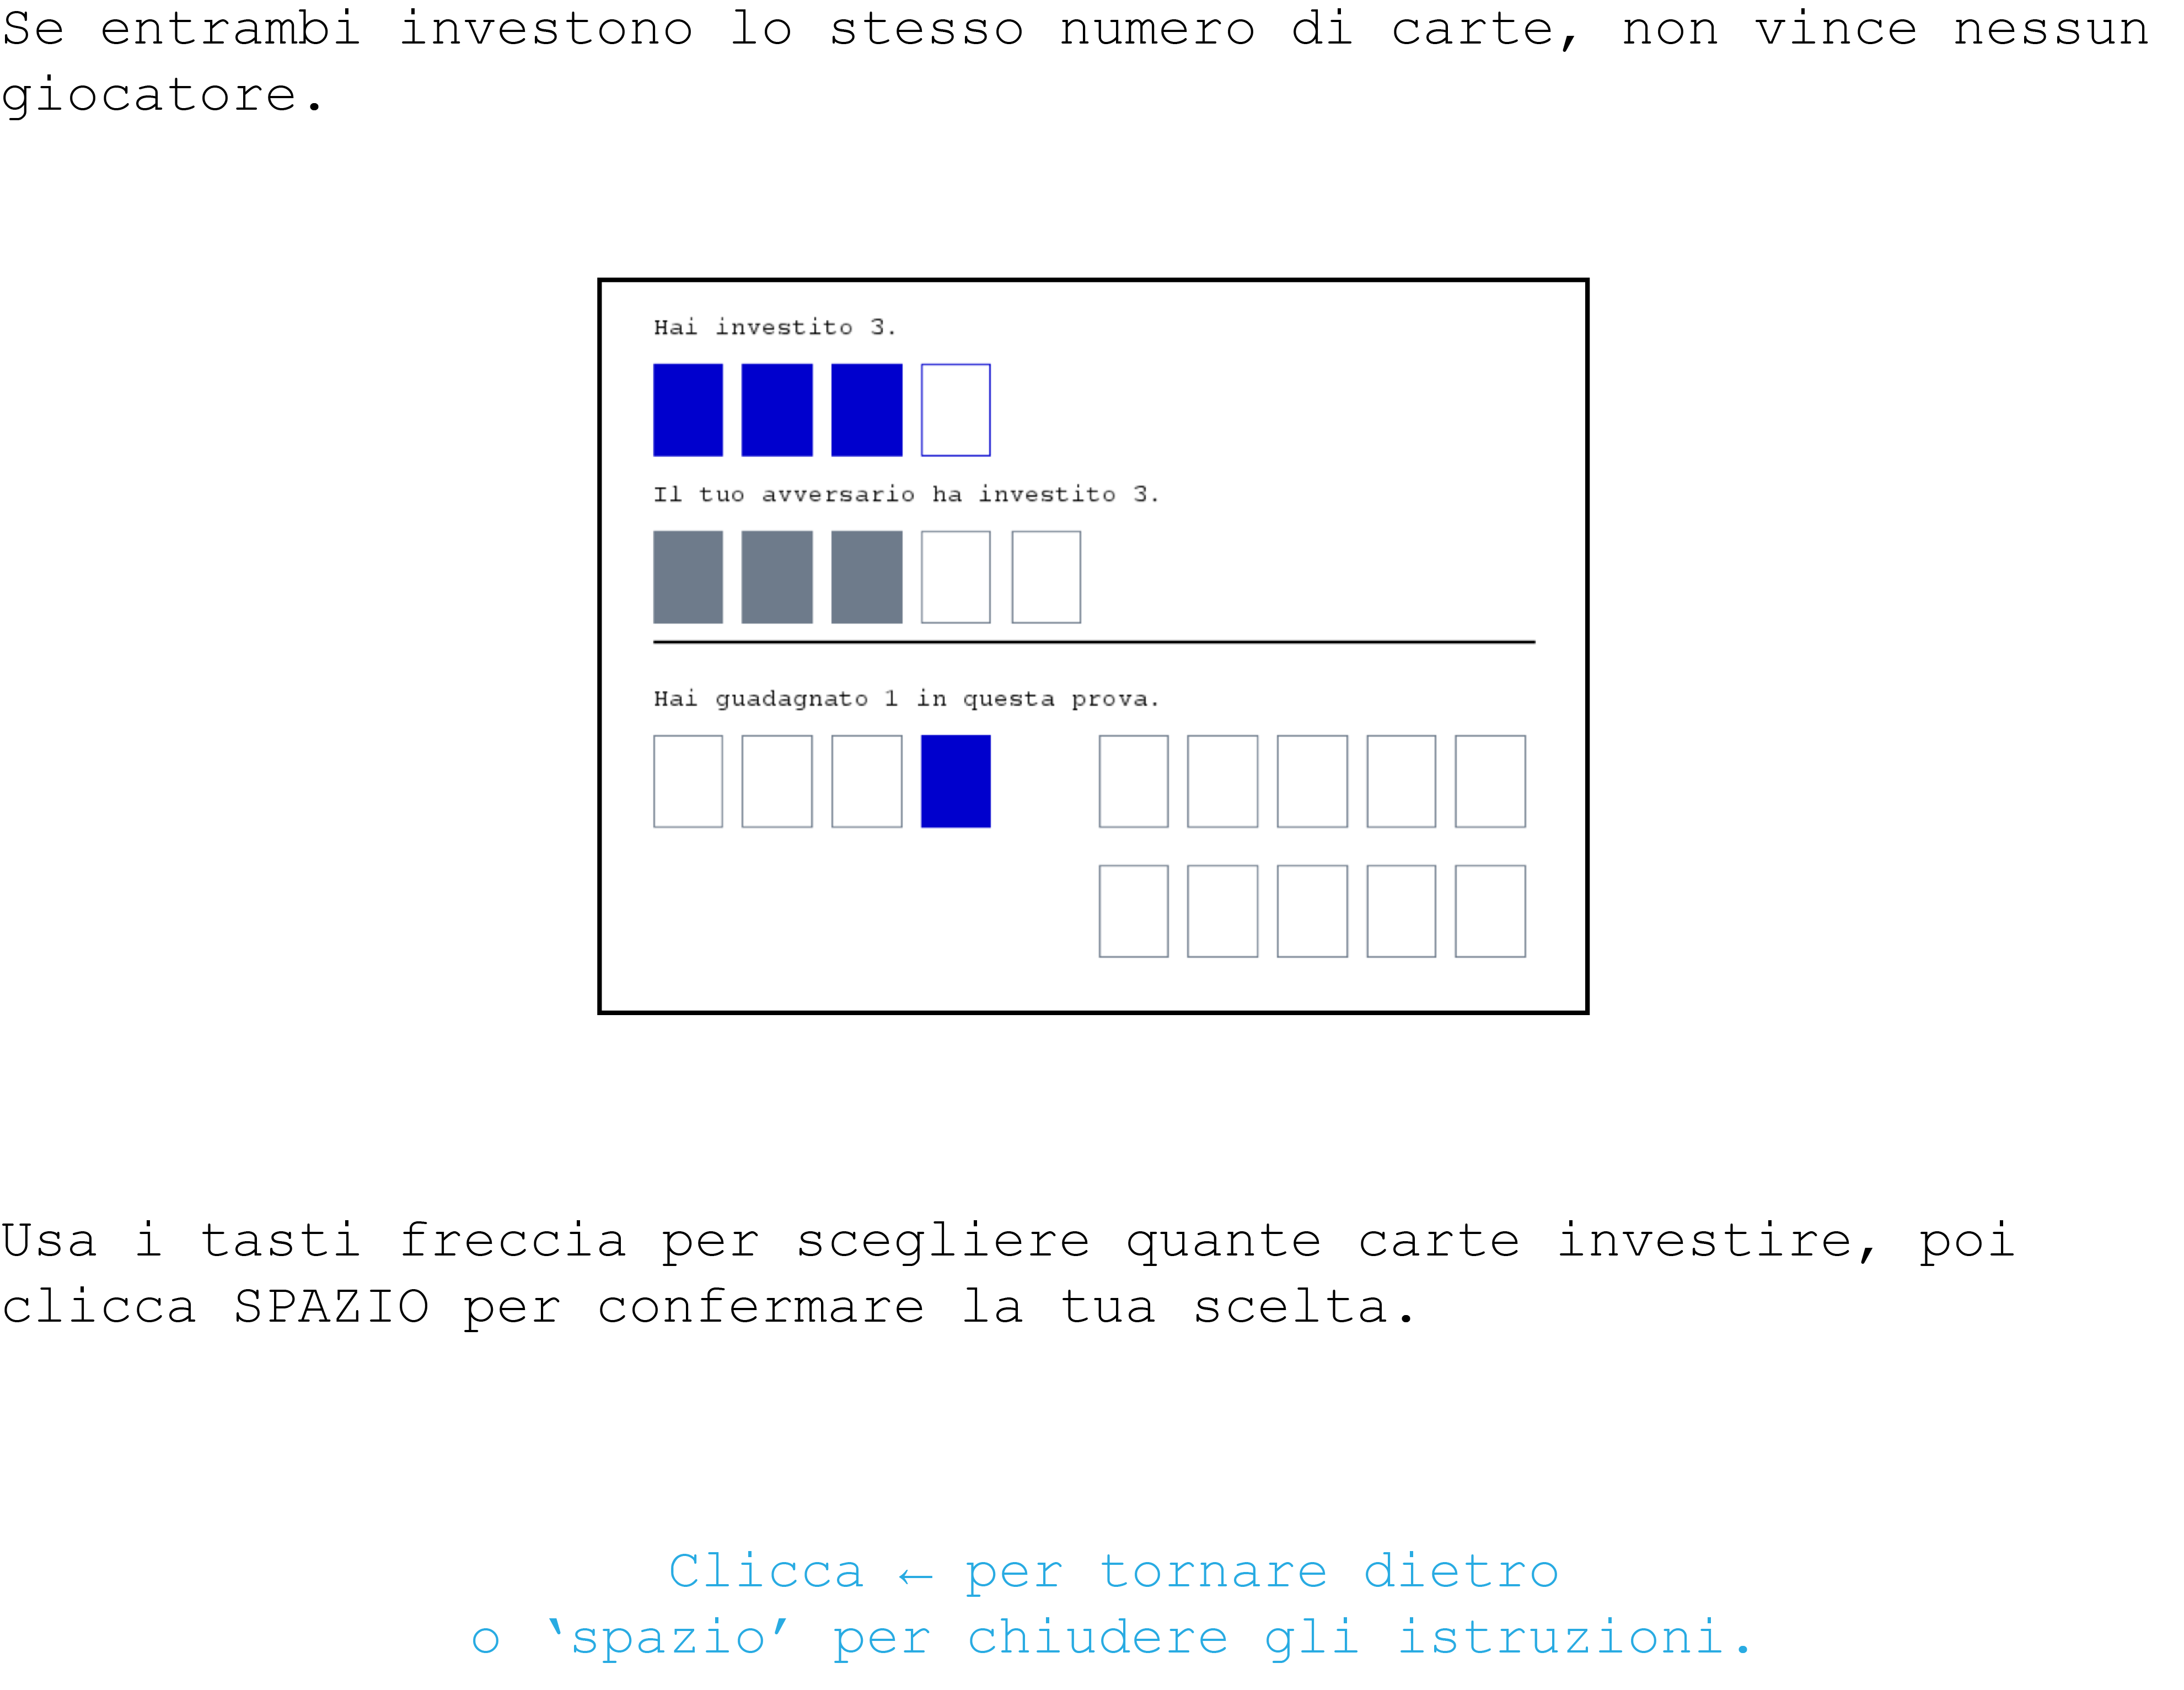 Se entrambi investono lo stesso numero di carte, non vince nessun
giocatore.
Hai investito 3.
Il tuo avversario ha investito 3.
Hai guadagnato 1 in questa prova.
Usa i tasti freccia per scegliere quante carte investire, poi
clicca SPAZIO per confermare la tua scelta.
Clicca ← per tornare dietro
o ‘spazio’ per chiudere gli istruzioni.